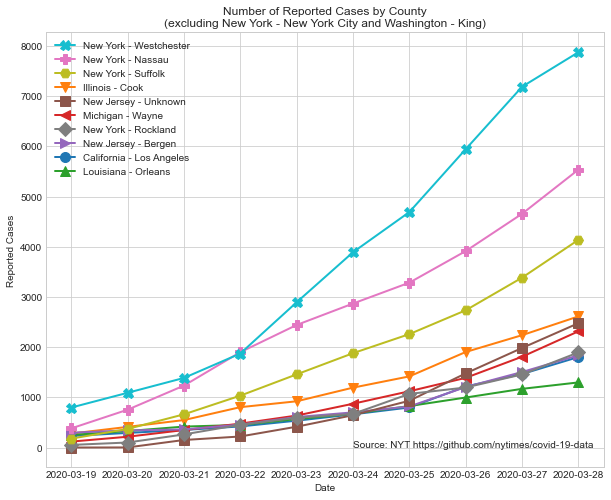 Number of Reported Cases by County
(excluding New York - New York City and Washington - King)
New York - Westchester
New York - Nassau
New York - Suffolk
Illinois - Cook
New Jersey - Unknown
Michigan - Wayne
New York - Rockland
New Jersey - Bergen
California - Los Angeles
Louisiana - Orleans
8000
7000
6000
5000
4000
3000
2000
1000
0
Reported Cases
Source: NYT https://github.com/nytimes/covid-19-data
2020-03-19 2020-03-20 2020-03-21 2020-03-22 2020-03-23 2020-03-24 2020-03-25 2020-03-26 2020-03-27 2020-03-28
Date